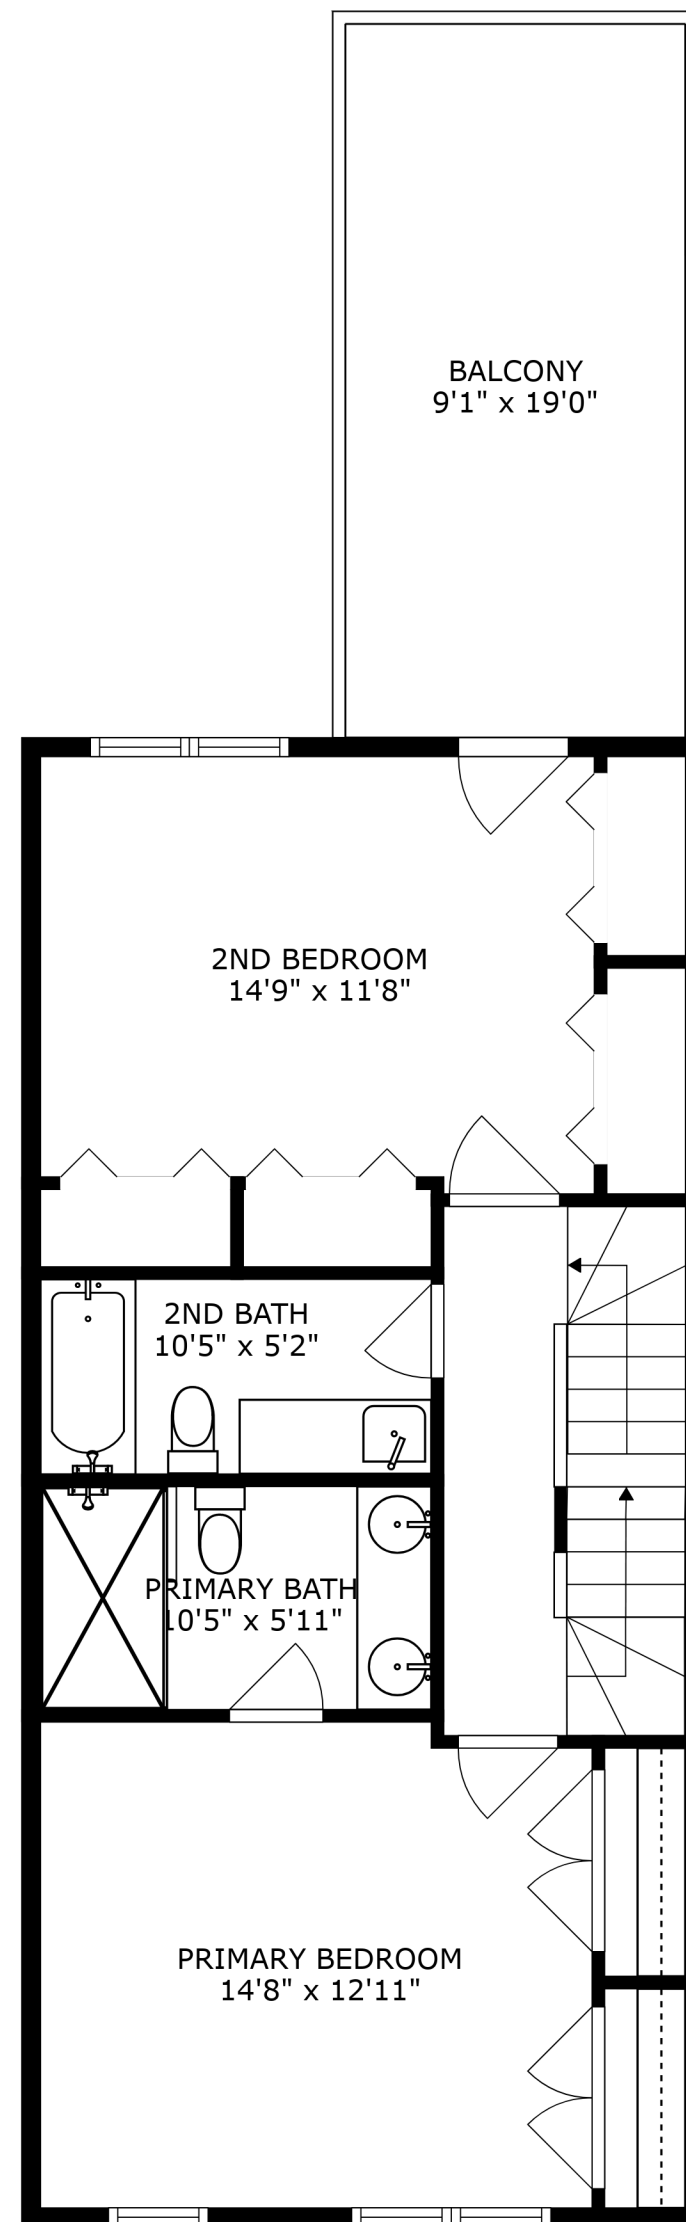 BALCONY
9'1" x 19'0"
2ND BEDROOM
14'9" x 11'8"
2ND BATH
10'5" x 5'2"
PRIMARY BATH
10'5" x 5'11"
PRIMARY BEDROOM
14'8" x 12'11"